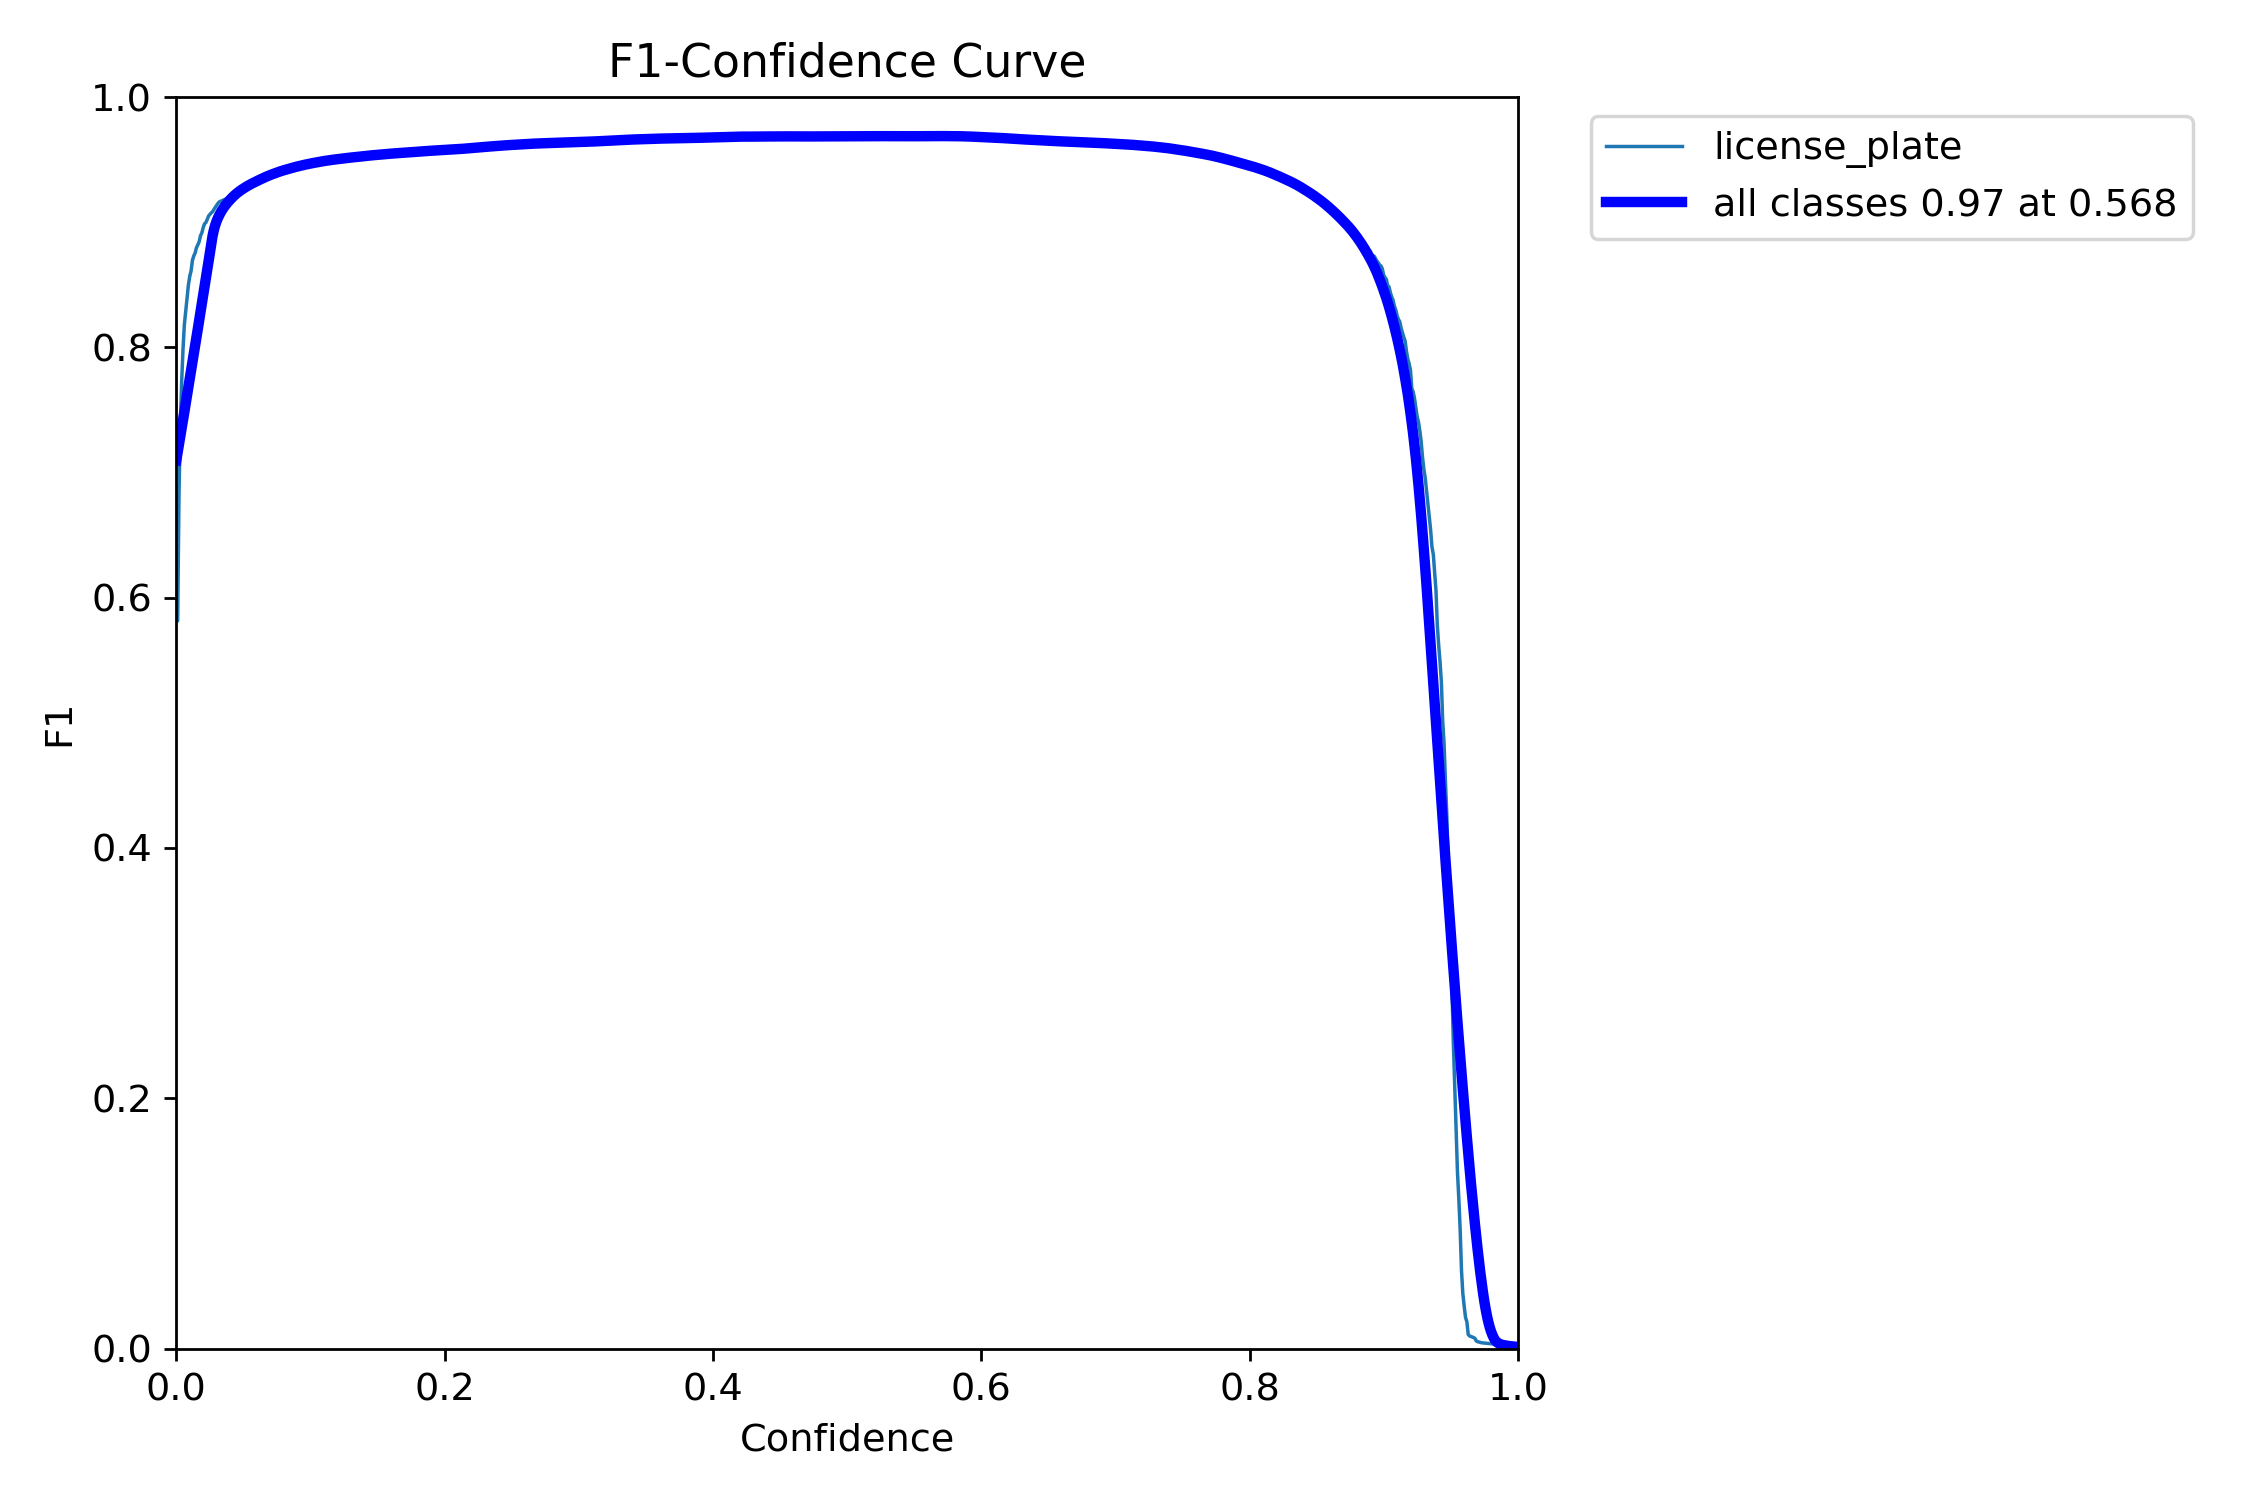 F1-Confidence Curve
license_plate
all classes 0.97 at 0.568
1.0
0.8
0.6
0.4
0.2
0.0
F1
0.0 0.2 0.4 0.6 0.8 1.0
Confidence